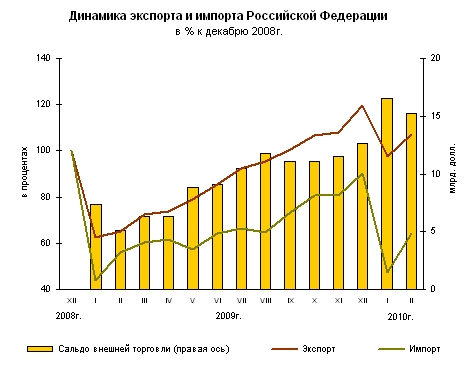 Динамика экспорта и импорта Российской Федерации
в % к декабрю 2008г.
140
120
100
80
60
40
в процентах
20
15
10
5
0
млрд. долл.
XII I II III IV V VI VII VIII IX X XI XII I II
2008г. 2009г. 2010г.
Сальдо внешней торговли (правая ось) Экспорт Импорт